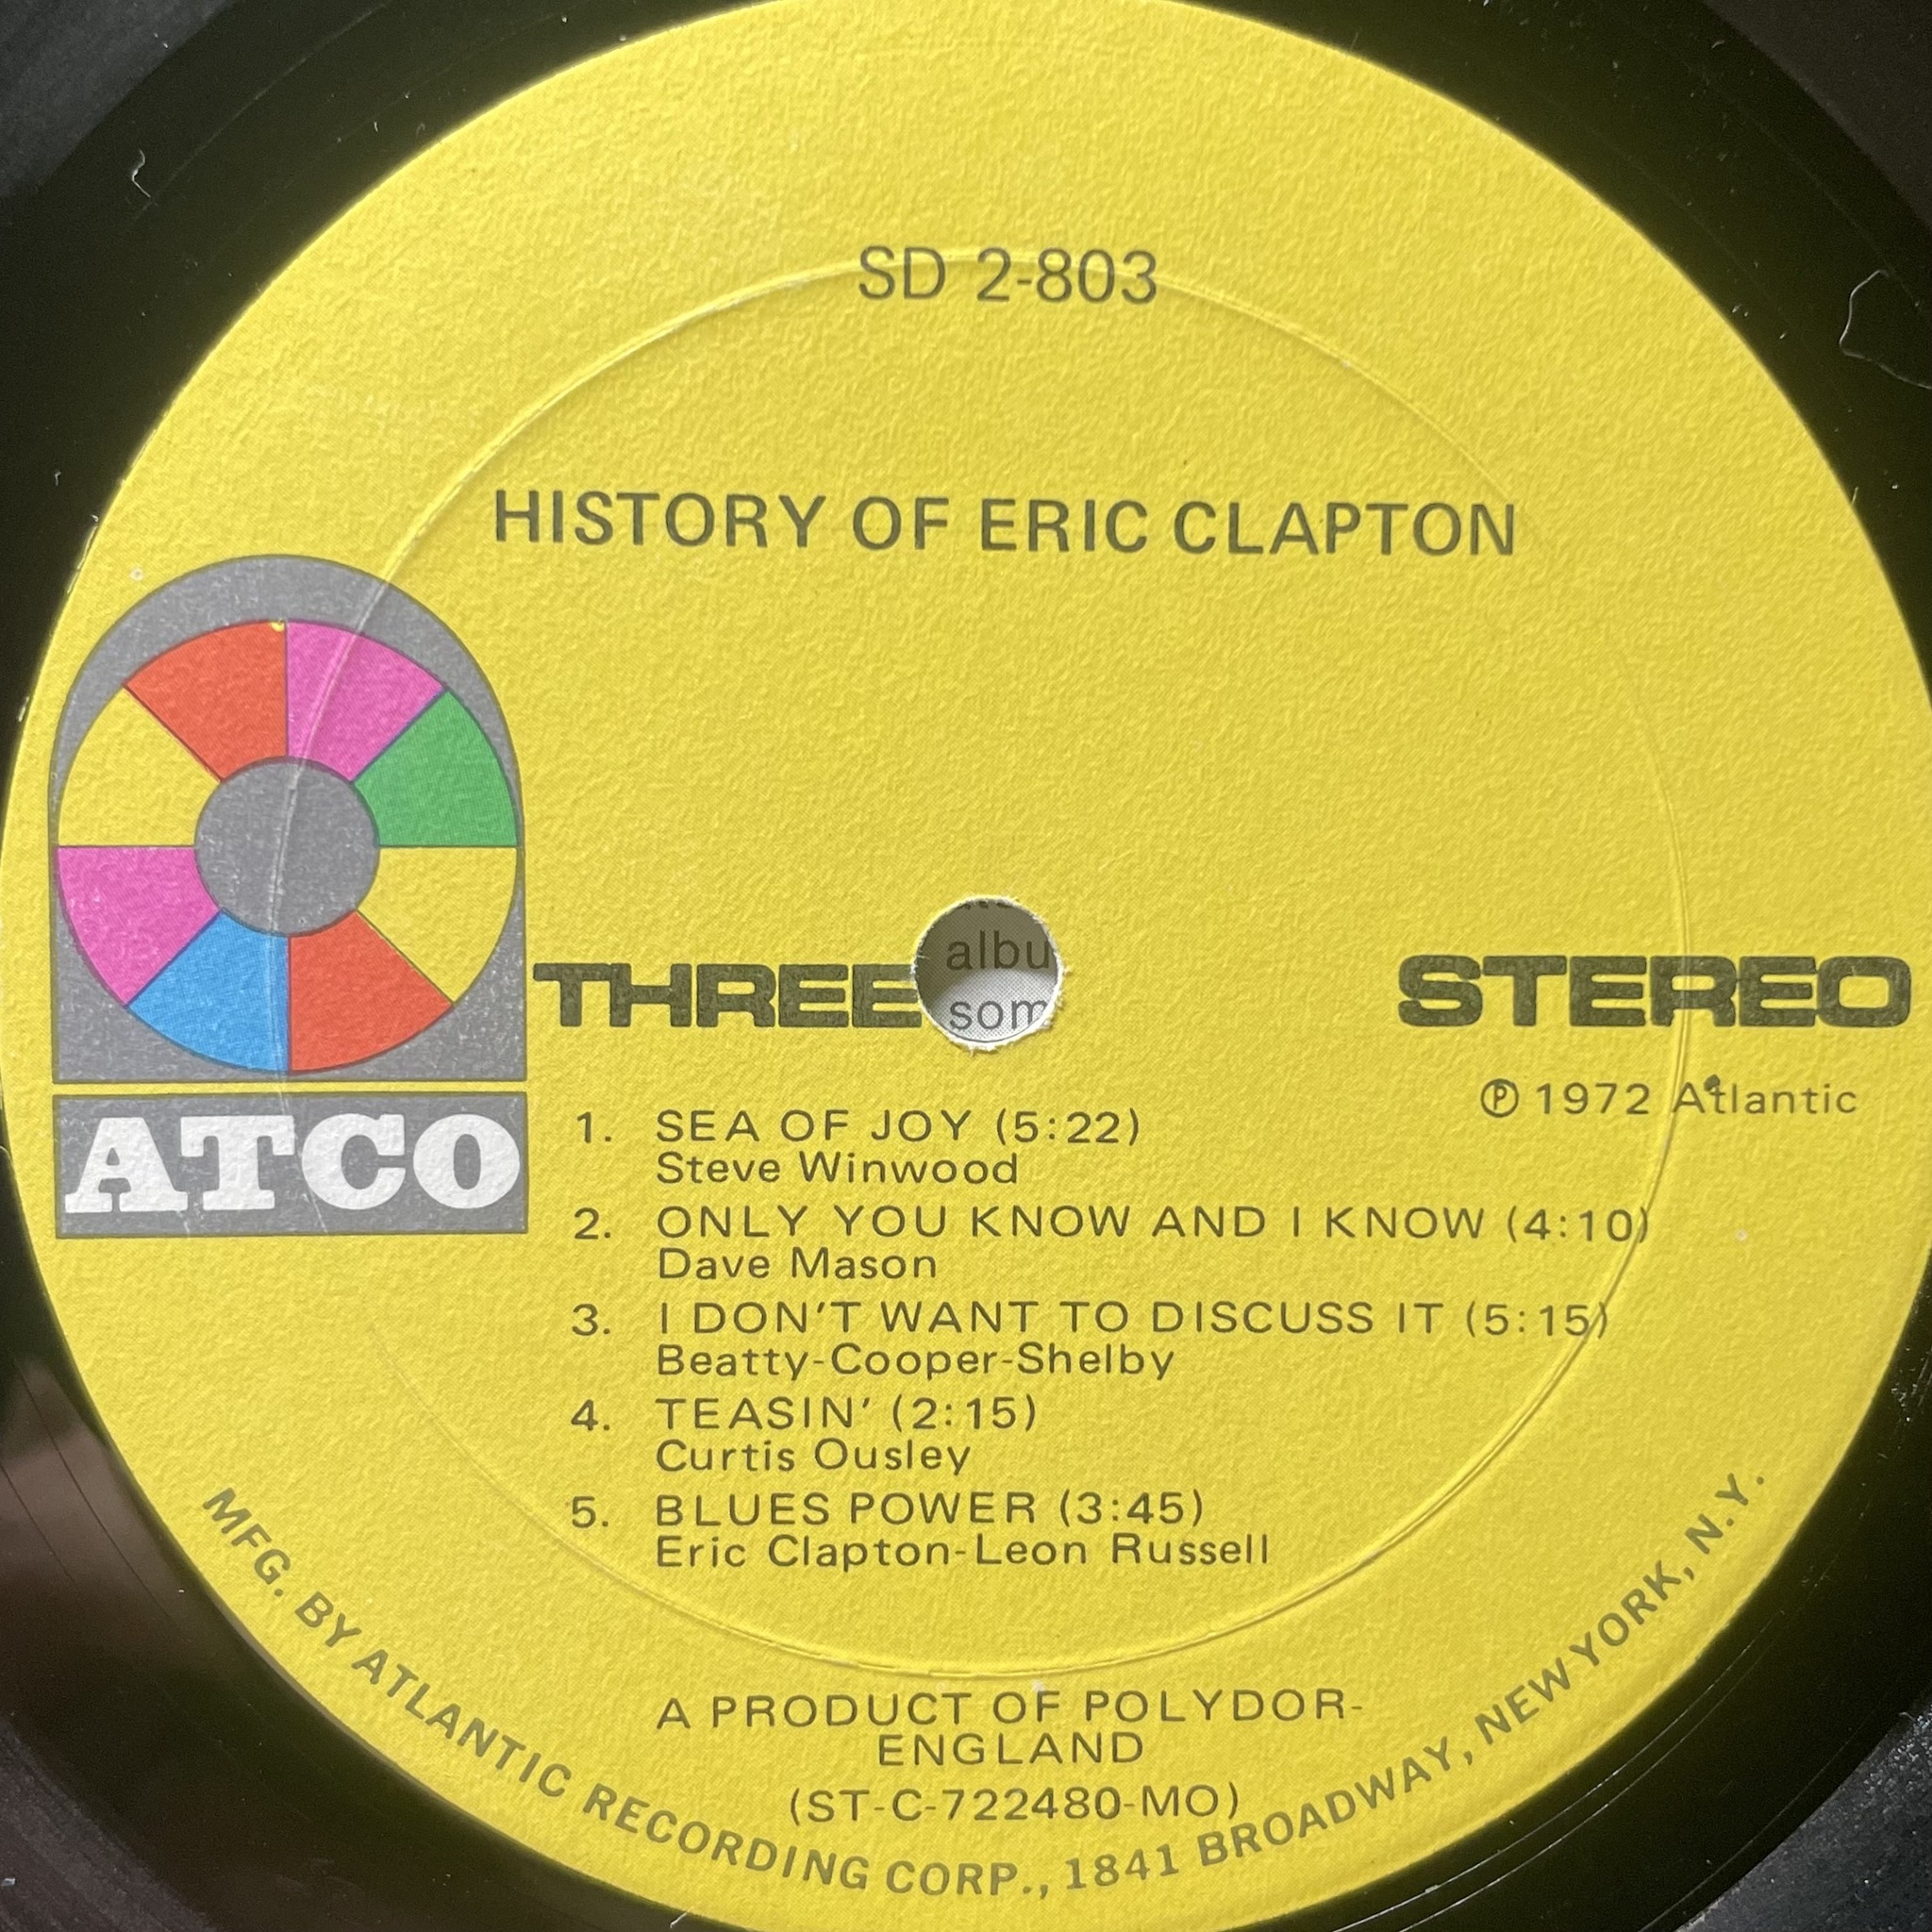 SD 2-803
HISTORY OF ERIC CLAPTON
ATCO
THREE
albu
som
STEREO
℗ 1972 Atlantic
1. SEA OF JOY (5:22)
Steve Winwood
2. ONLY YOU KNOW AND I KNOW (4:10)
Dave Mason
3. I DON'T WANT TO DISCUSS IT (5:15)
Beatty-Cooper-Shelby
4. TEASIN' (2:15)
Curtis Ousley
5. BLUES POWER (3:45)
Eric Clapton-Leon Russell
A PRODUCT OF POLYDOR-
ENGLAND
(ST-C-722480-MO)
MFG. BY ATLANTIC RECORDING CORP., 1841 BROADWAY, NEW YORK, N.Y.